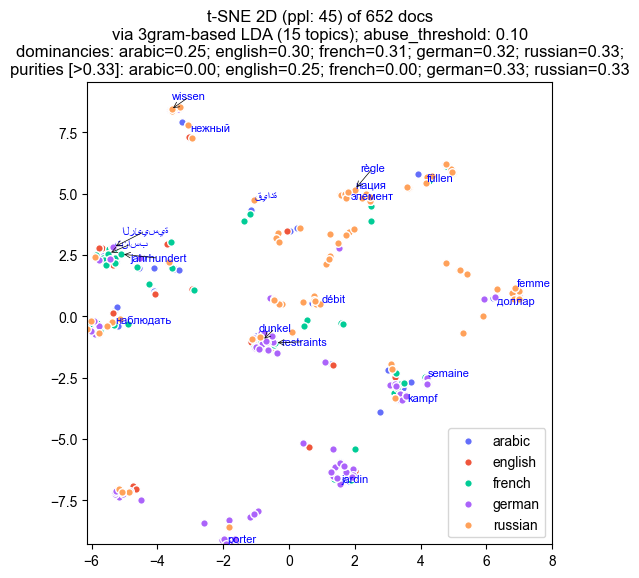 t-SNE 2D (ppl: 45) of 652 docs
via 3gram-based LDA (15 topics); abuse_threshold: 0.10
dominancies: arabic=0.25; english=0.30; french=0.31; german=0.32; russian=0.33;
purities [>0.33]: arabic=0.00; english=0.25; french=0.00; german=0.33; russian=0.33
wissen
7.5
нежный
règle
füllen
нация
5.0
قيادة
элемент
الرئيسية
2.5
jahrhundert
femme
débit
доллар
0.0
наблюдать
dunkel
restraints
semaine
-2.5
kampf
-5.0
jardin
-7.5
porter
arabic
english
french
german
russian
-6
-4
-2
0
2
4
6
8